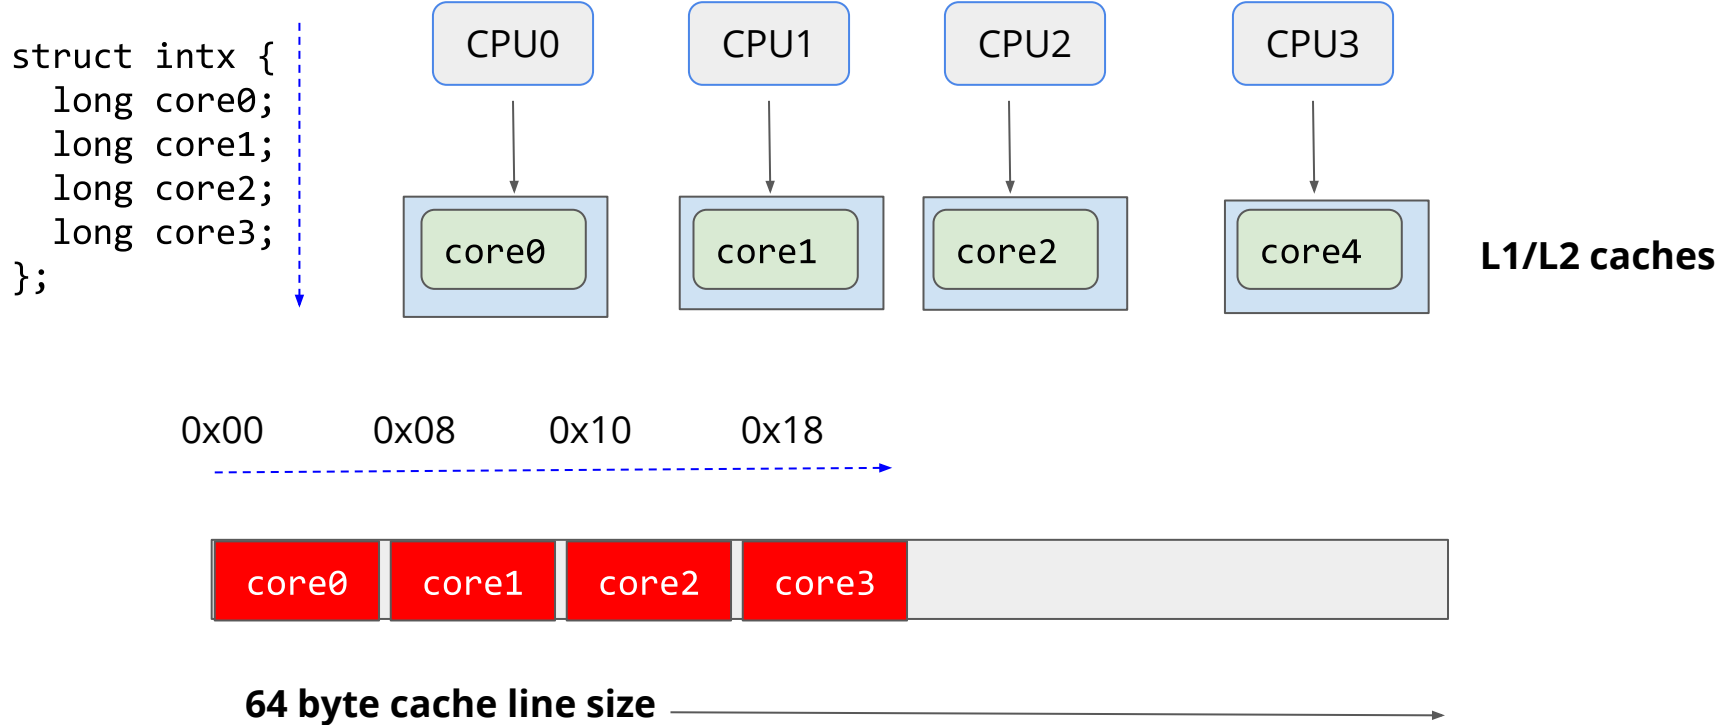 struct intx {
  long core0;
  long core1;
  long core2;
  long core3;
};
CPU0 CPU1 CPU2 CPU3
core0 core1 core2 core4
L1/L2 caches
0x00 0x08 0x10 0x18
core0 core1 core2 core3
64 byte cache line size